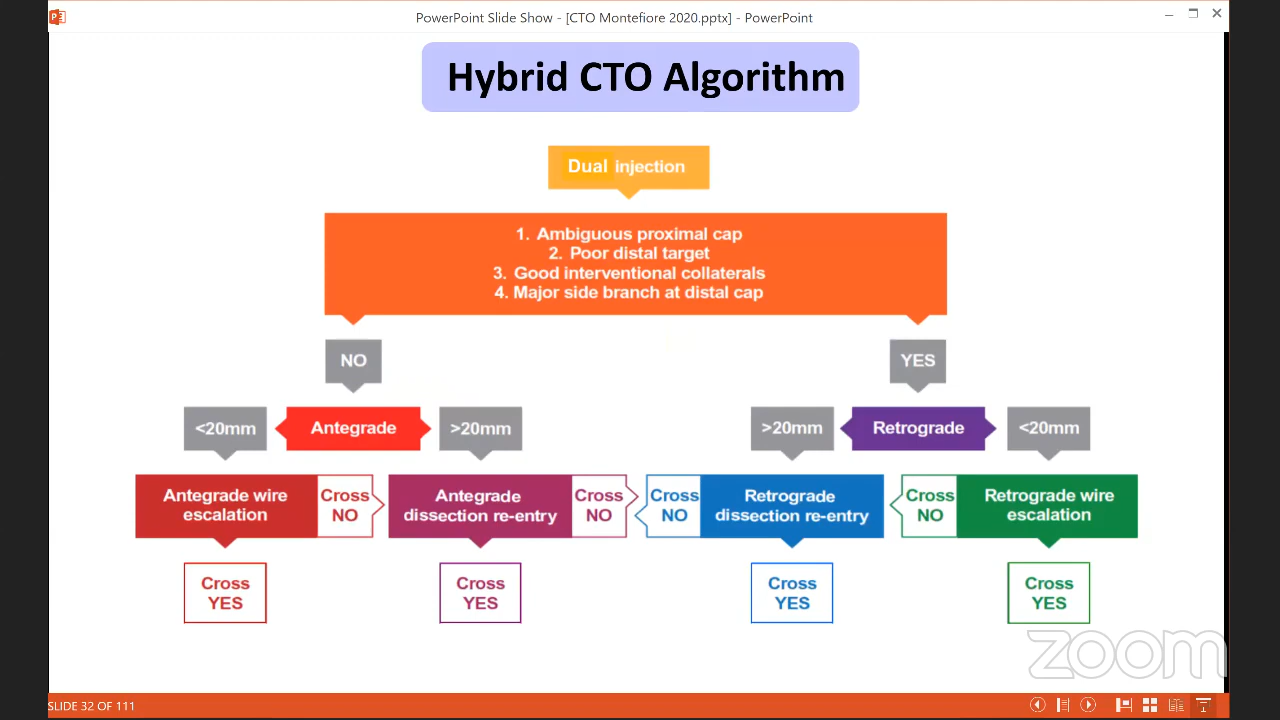 PowerPoint Slide Show - [CTO Montefiore 2020.pptx] - PowerPoint
Hybrid CTO Algorithm
Dual injection
1. Ambiguous proximal cap
2. Poor distal target
3. Good interventional collaterals
4. Major side branch at distal cap
NO
YES
<20mm
Antegrade
>20mm
>20mm
Retrograde
<20mm
Antegrade wire
escalation
Cross
NO
Antegrade
dissection re-entry
Cross
NO
Cross
NO
Retrograde
dissection re-entry
Cross
NO
Retrograde wire
escalation
Cross
YES
Cross
YES
Cross
YES
Cross
YES
zoom
SLIDE 32 OF 111